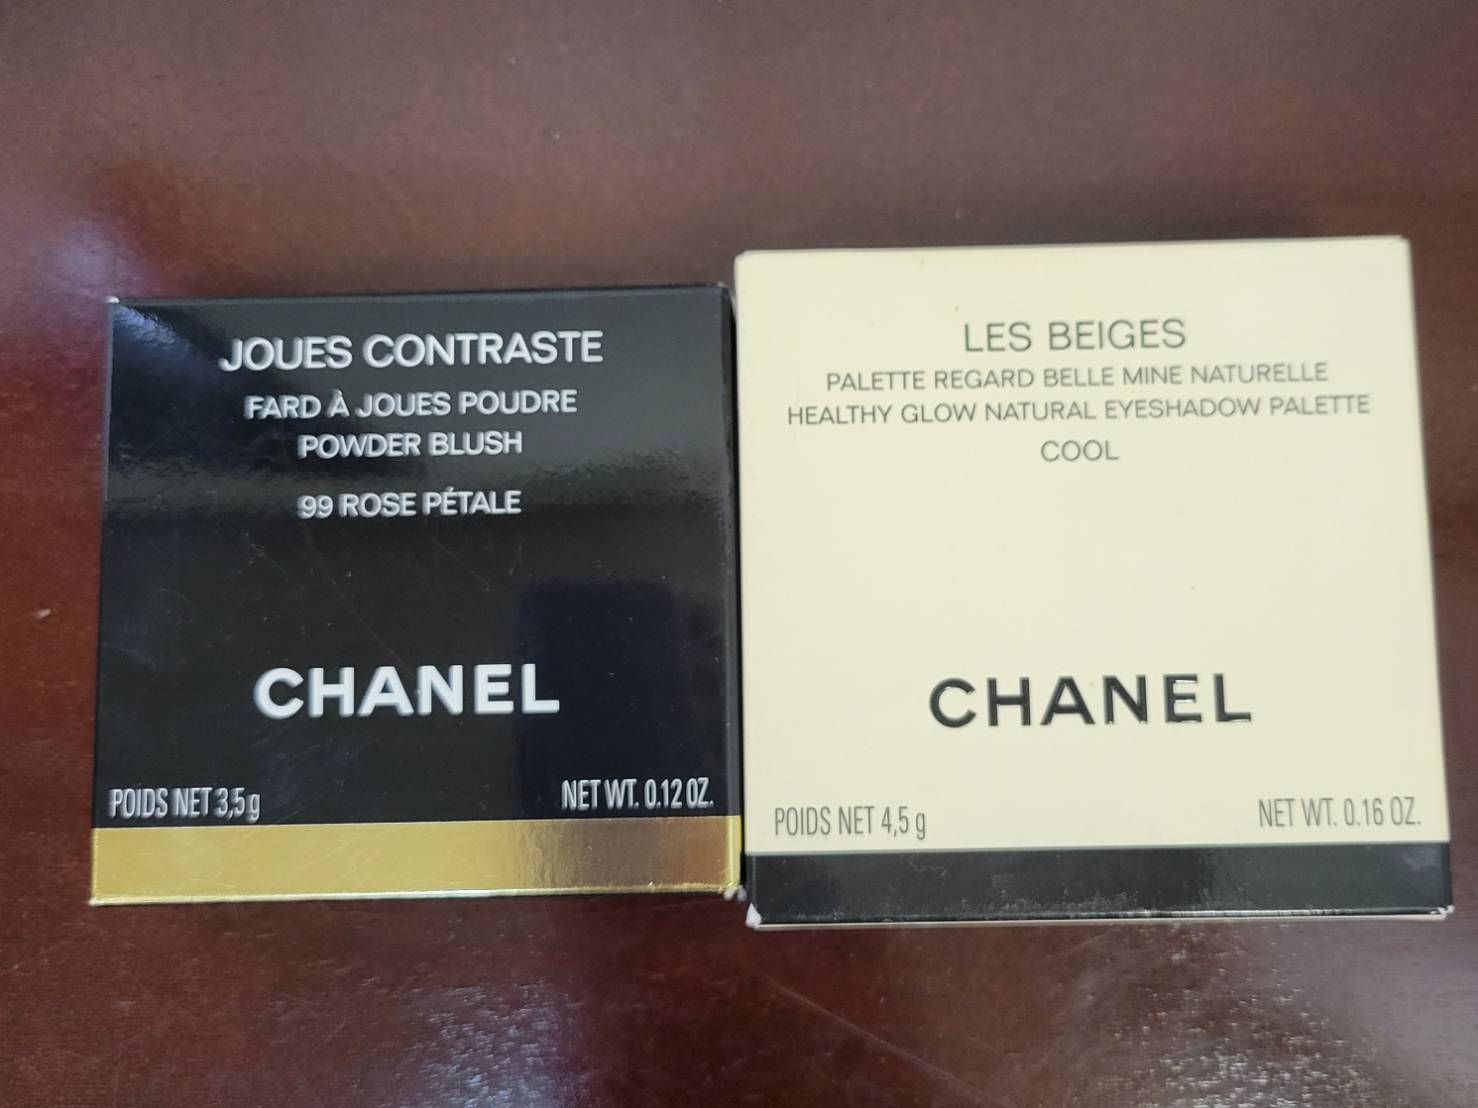 JOUES CONTRASTE
FARD À JOUES POUDRE
POWDER BLUSH
99 ROSE PÉTALE
CHANEL
POIDS NET 3,5 g
NET WT. 0.12 OZ.
LES BEIGES
PALETTE REGARD BELLE MINE NATURELLE
HEALTHY GLOW NATURAL EYESHADOW PALETTE
COOL
CHANEL
POIDS NET 4,5 g
NET WT. 0.16 OZ.